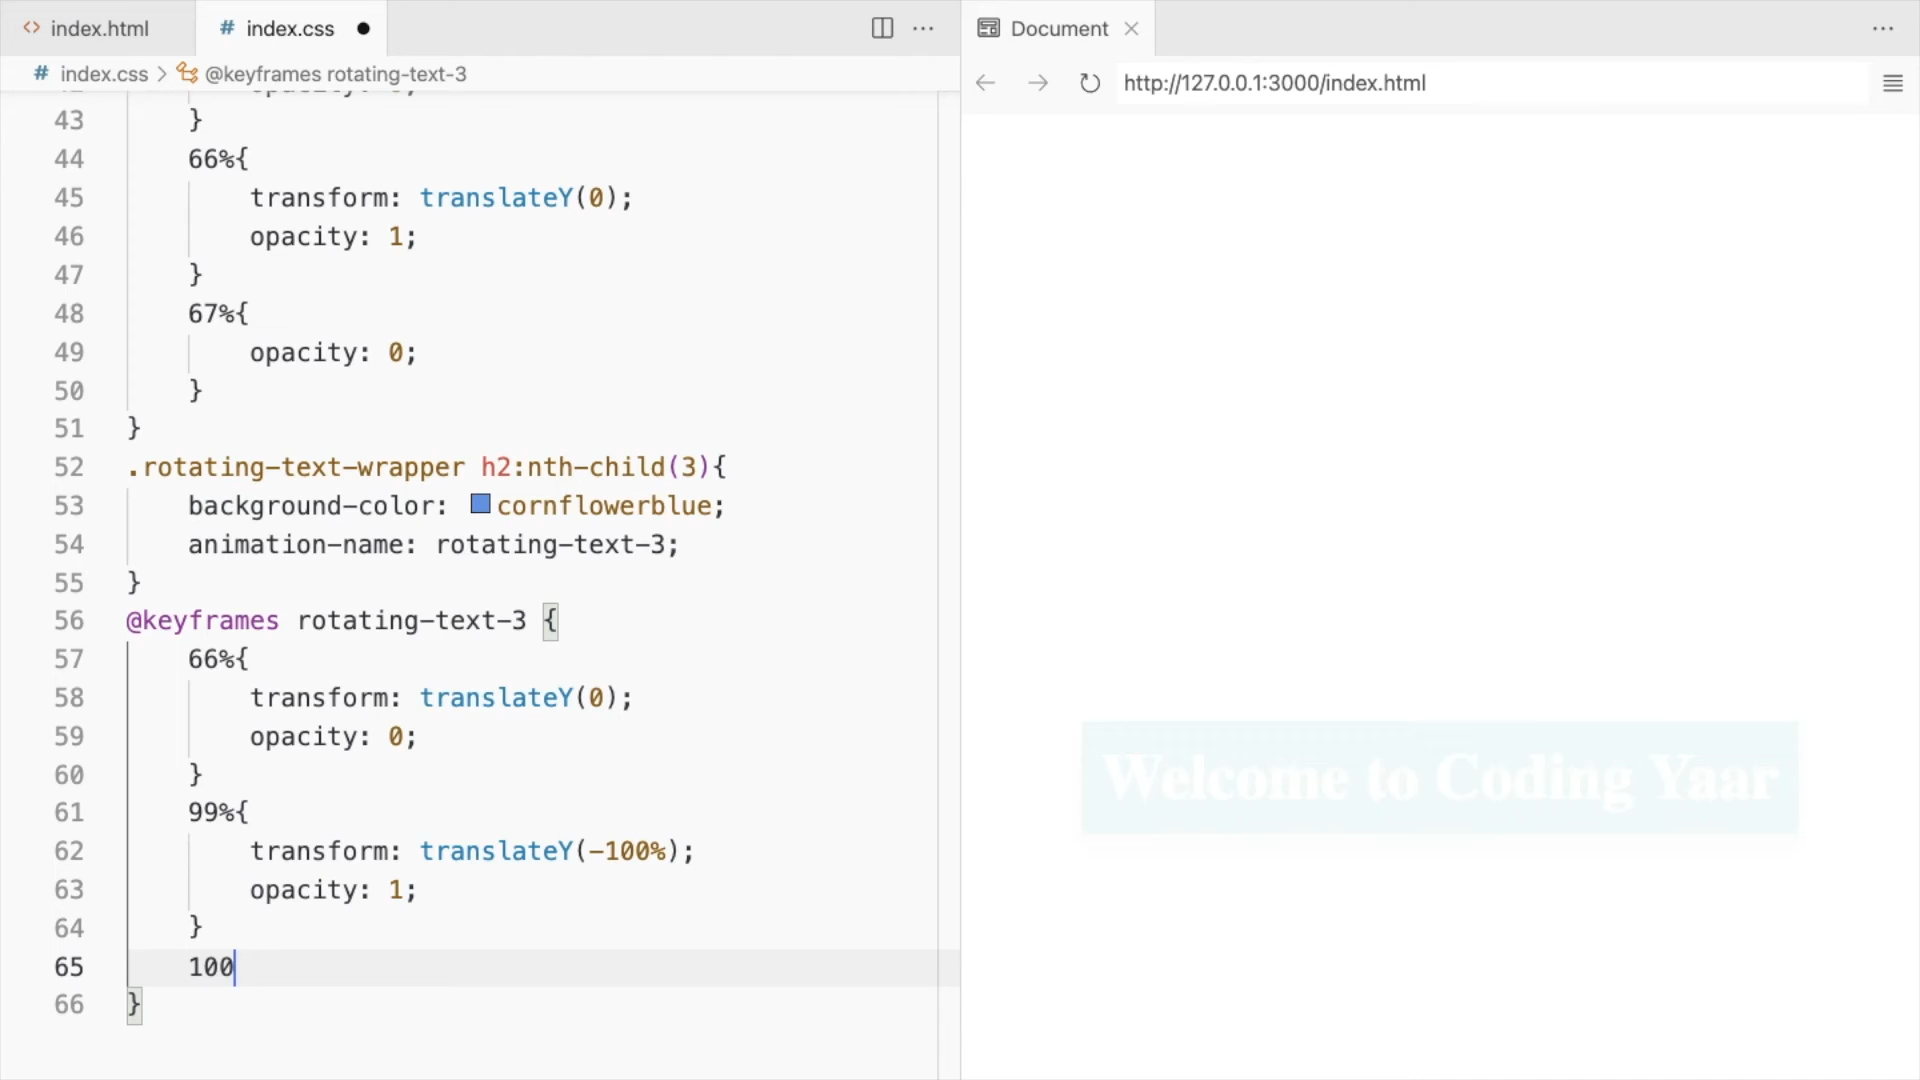 index.html
# index.css
Document
# index.css > @keyframes rotating-text-3
http://127.0.0.1:3000/index.html
43 }
44 66%{
45 transform: translateY(0);
46 opacity: 1;
47 }
48 67%{
49 opacity: 0;
50 }
51 }
52 .rotating-text-wrapper h2:nth-child(3){
53 background-color: cornflowerblue;
54 animation-name: rotating-text-3;
55 }
56 @keyframes rotating-text-3 {
57 66%{
58 transform: translateY(0);
59 opacity: 0;
60 }
61 99%{
62 transform: translateY(-100%);
63 opacity: 1;
64 }
65 100
66 }
Welcome to Coding Yaar